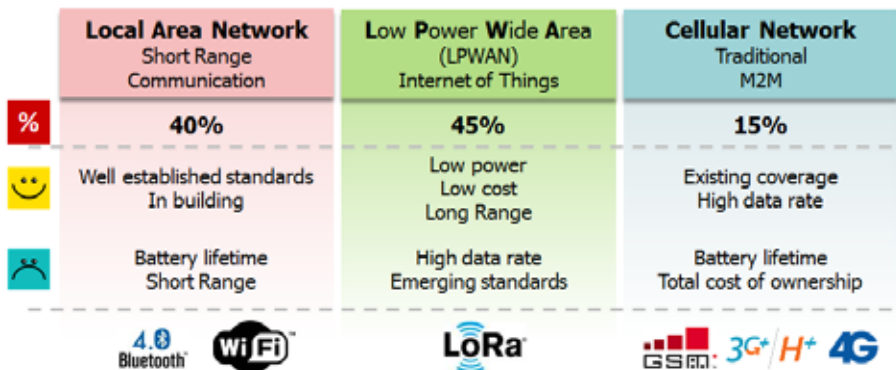 Local Area Network
Short Range
Communication
Low Power Wide Area
(LPWAN)
Internet of Things
Cellular Network
Traditional
M2M
%
40%
45%
15%
Well established standards
In building
Low power
Low cost
Long Range
Existing coverage
High data rate
Battery lifetime
Short Range
High data rate
Emerging standards
Battery lifetime
Total cost of ownership
4.0
Bluetooth
WiFi
LoRa
GSM
3G+/H+
4G